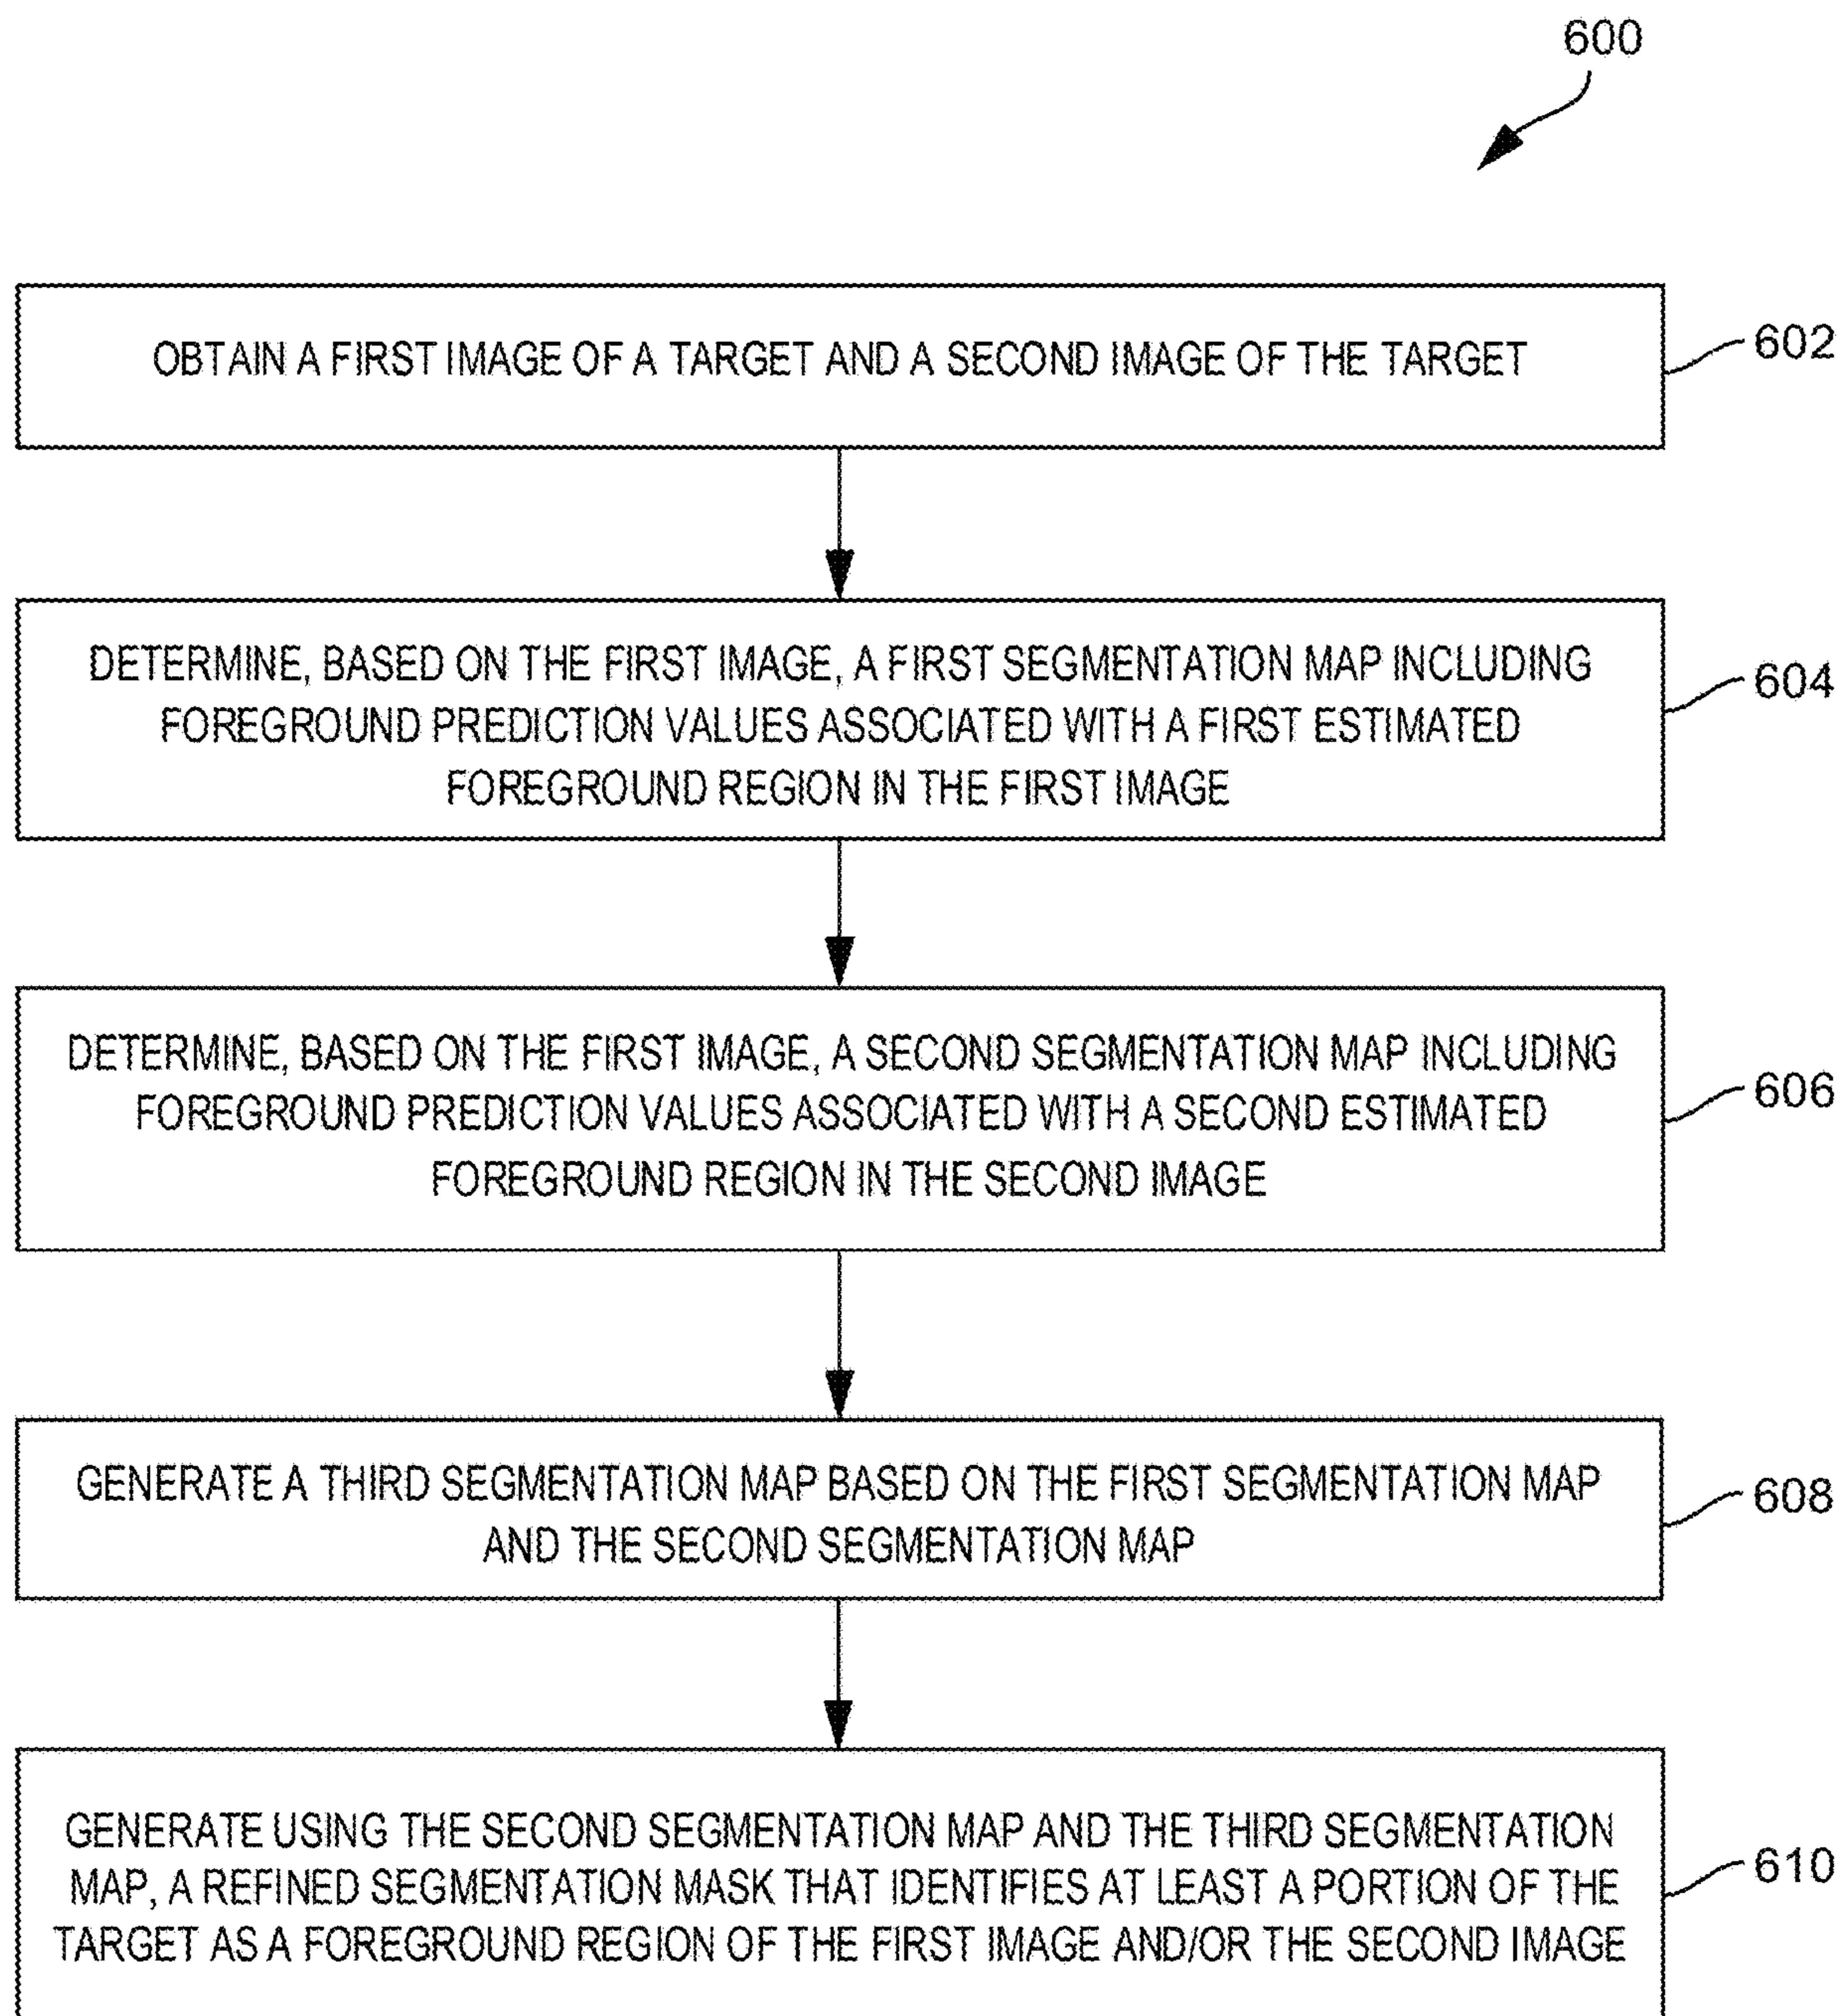 600
OBTAIN A FIRST IMAGE OF A TARGET AND A SECOND IMAGE OF THE TARGET
602
DETERMINE, BASED ON THE FIRST IMAGE, A FIRST SEGMENTATION MAP INCLUDING
FOREGROUND PREDICTION VALUES ASSOCIATED WITH A FIRST ESTIMATED
FOREGROUND REGION IN THE FIRST IMAGE
604
DETERMINE, BASED ON THE FIRST IMAGE, A SECOND SEGMENTATION MAP INCLUDING
FOREGROUND PREDICTION VALUES ASSOCIATED WITH A SECOND ESTIMATED
FOREGROUND REGION IN THE SECOND IMAGE
606
GENERATE A THIRD SEGMENTATION MAP BASED ON THE FIRST SEGMENTATION MAP
AND THE SECOND SEGMENTATION MAP
608
GENERATE USING THE SECOND SEGMENTATION MAP AND THE THIRD SEGMENTATION
MAP, A REFINED SEGMENTATION MASK THAT IDENTIFIES AT LEAST A PORTION OF THE
TARGET AS A FOREGROUND REGION OF THE FIRST IMAGE AND/OR THE SECOND IMAGE
610